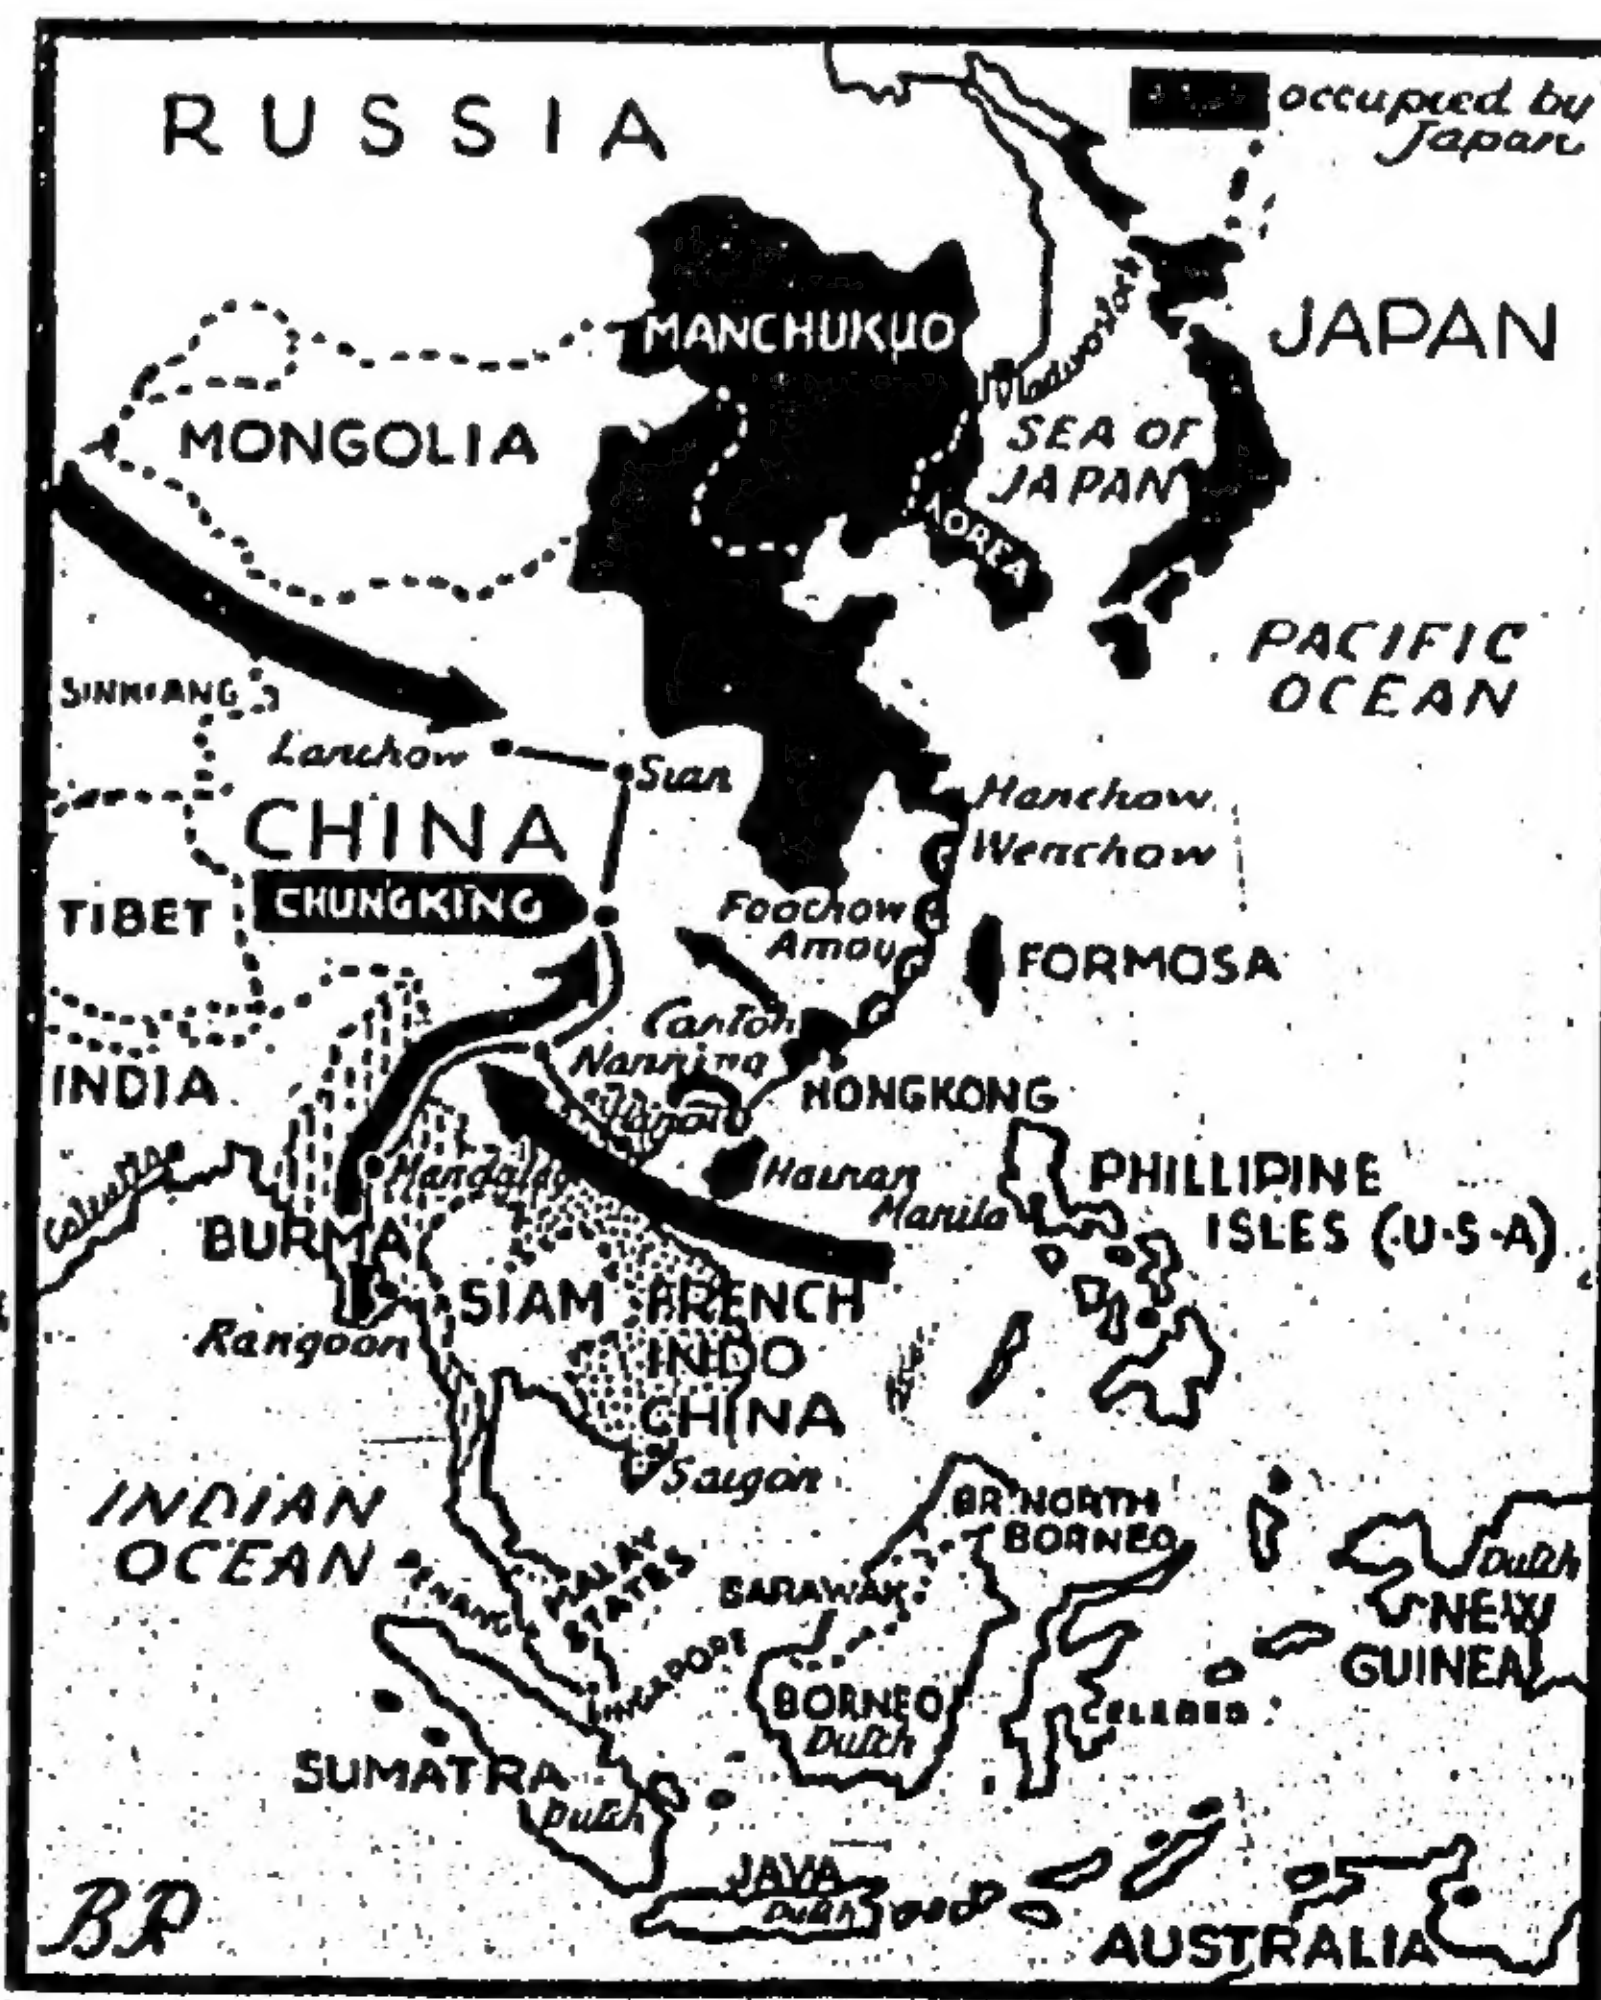 RUSSIA
occupied by
Japan
MANCHUKUO
JAPAN
Vladivostock
MONGOLIA
SEA OF
JAPAN
KOREA
PACIFIC
OCEAN
SINKIANG
Lanchow
Sian
CHINA
Hanchow
Wenchow
CHUNGKING
TIBET
Foochow
Amoy
FORMOSA
Canton
Nanning
INDIA
HONGKONG
Hanoi
Calcutta
Mandalay
Hainan
PHILLIPINE
ISLES (U.S.A)
Manila
BURMA
SIAM
FRENCH
INDO
CHINA
Rangoon
Saigon
INDIAN
OCEAN
BR. NORTH
BORNEO
PENANG
MALAY
STATES
SARAWAK
Dutch
NEW
GUINEA
SINGAPORE
BORNEO
Dutch
CELEBES
SUMATRA
Dutch
JAVA
Dutch
AUSTRALIA
BP